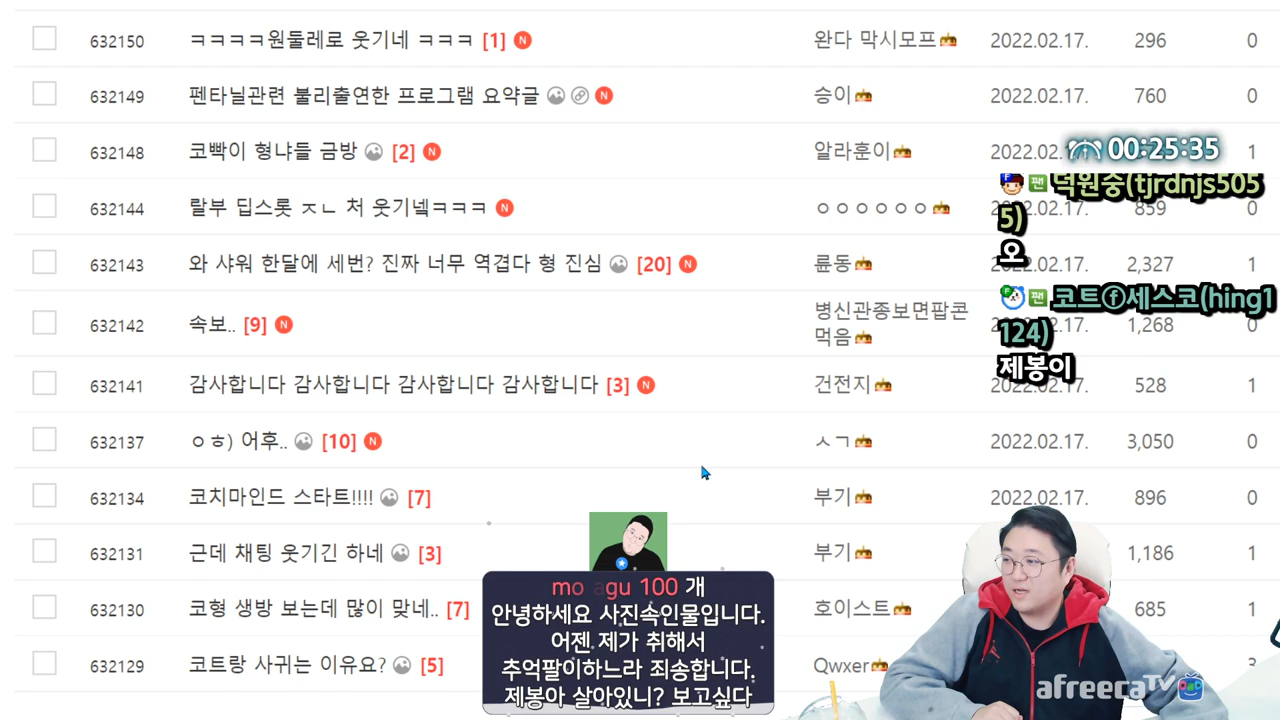 632150 ㅋㅋㅋㅋ원둘레로 웃기네 ㅋㅋㅋ [1] N 완다 막시모프 2022.02.17. 296 0
632149 펜타닐관련 불리출연한 프로그램 요약글 N 승이 2022.02.17. 760 0
632148 코빡이 형냐들 금방 [2] N 알라훈이 2022.02.17. 1
00:25:35
632144 랄부 딥스롯 ㅈㄴ 처 웃기넼ㅋㅋㅋ N ㅇㅇㅇㅇㅇㅇ 2022.02.17. 859 0
팬 덕원중(tjrdnjs505
5)
오
632143 와 샤워 한달에 세번? 진짜 너무 역겹다 형 진심 [20] N 륜동 2022.02.17. 2,327 1
632142 속보.. [9] N 병신관종보면팝콘
먹음 2022.02.17. 1,268 0
팬 코트ⓕ세스코(hing1
124)
제봉이
632141 감사합니다 감사합니다 감사합니다 감사합니다 [3] N 건전지 2022.02.17. 528 1
632137 ㅇㅎ) 어후.. [10] N ㅅㄱ 2022.02.17. 3,050 0
632134 코치마인드 스타트!!!! [7] 부기 2022.02.17. 896 0
632131 근데 채팅 웃기긴 하네 [3] 부기 1,186 1
632130 코형 생방 보는데 많이 맞네.. [7] 호이스트 685 1
632129 코트랑 사귀는 이유요? [5] Qwxer
mo agu 100 개
안녕하세요 사진속인물입니다.
어젠 제가 취해서
추억팔이하느라 죄송합니다.
제봉아 살아있니? 보고싶다
afreecaTV